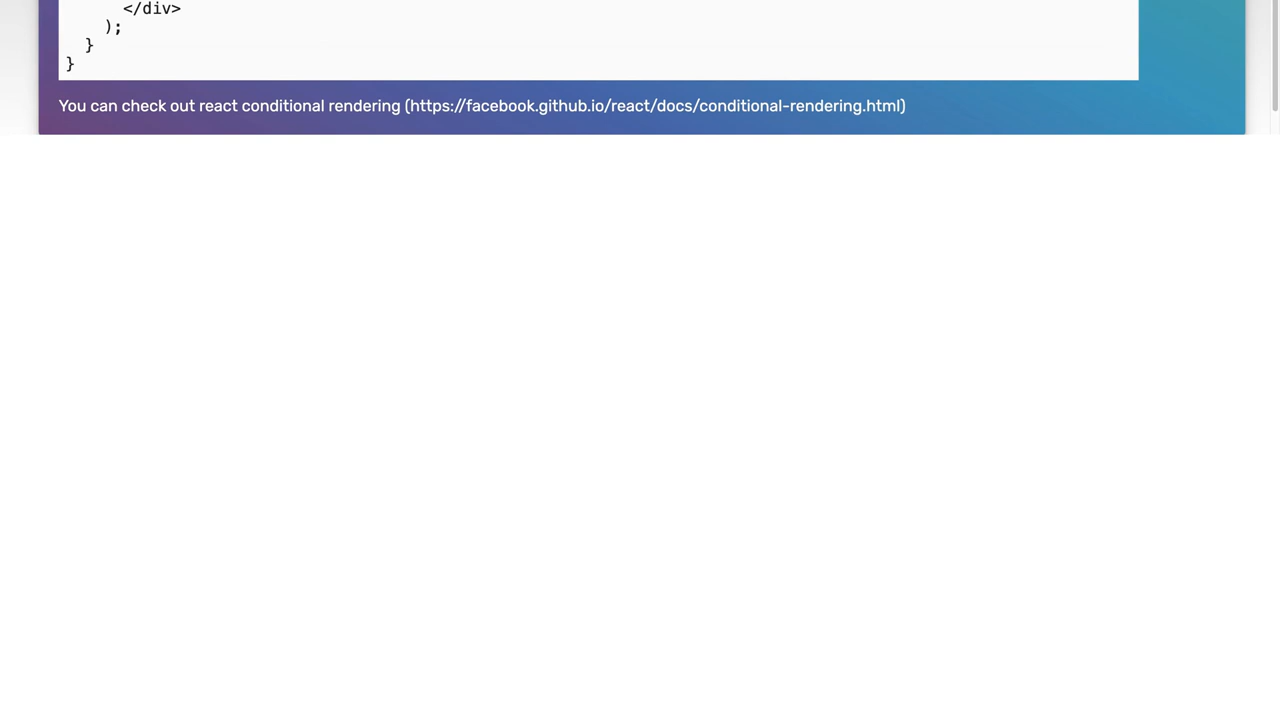 </div>
);
}
}
You can check out react conditional rendering (https://facebook.github.io/react/docs/conditional-rendering.html)